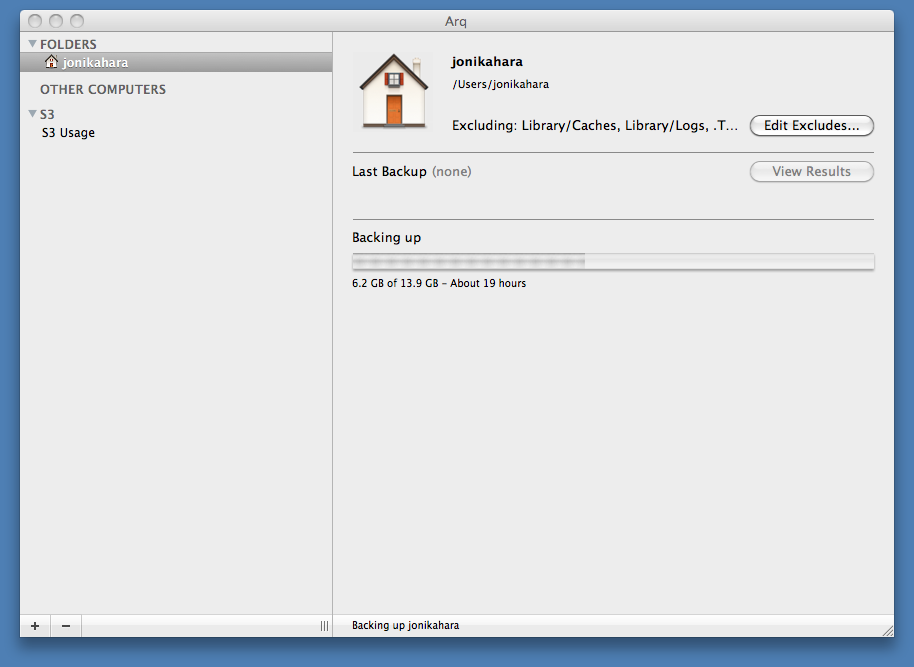 Arq
FOLDERS
jonikahara
OTHER COMPUTERS
S3
S3 Usage
jonikahara
/Users/jonikahara
Excluding: Library/Caches, Library/Logs, .T... Edit Excludes...
Last Backup (none) View Results
Backing up
6.2 GB of 13.9 GB – About 19 hours
+ −
Backing up jonikahara